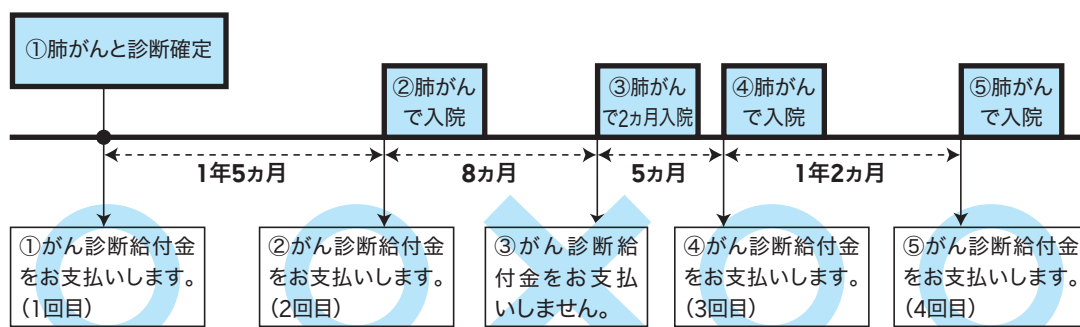 ①肺がんと診断確定
②肺がん
で入院
③肺がん
で2ヵ月入院
④肺がん
で入院
⑤肺がん
で入院
1年5ヵ月
8ヵ月
5ヵ月
1年2ヵ月
①がん診断給付金
をお支払いします。
(1回目)
②がん診断給付金
をお支払いします。
(2回目)
③がん診断給
付金をお支払
いしません。
④がん診断給付金
をお支払いします。
(3回目)
⑤がん診断給付金
をお支払いします。
(4回目)